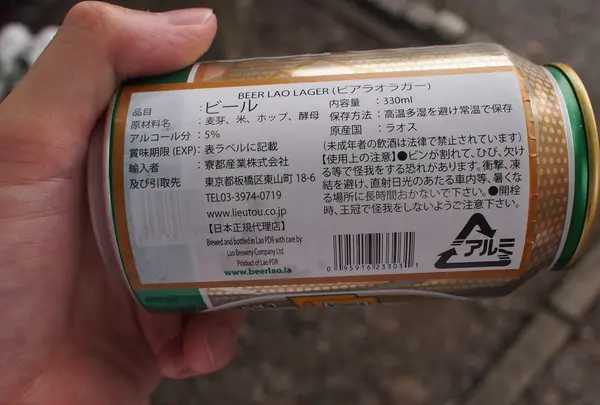 BEER LAO LAGER (ビアラオラガー)
品目 : ビール
原材料名 : 麦芽、米、ホップ、酵母
アルコール分 : 5%
賞味期限 (EXP): 表ラベルに記載
輸入者 : 寮都産業株式会社
及び引取先 東京都板橋区東山町 18-6
TEL03-3974-0719
www.lieutou.co.jp
【日本正規代理店】
Brewed and bottled in Lao PDR with care by:
Lao Brewery Company Ltd
Product of Lao PDR
www.beerlao.la
内容量 : 330ml
保存方法 : 高温多湿を避け常温で保存
原産国 : ラオス
(未成年者の飲酒は法律で禁止されています)
【使用上の注意】●ビンが割れて、ひび、欠け
る等で怪我をする恐れがあります。衝撃、凍
結を避け、直射日光のあたる車内等、暑くな
る場所に長時間おかないで下さい。●開栓
時、王冠で怪我をしないようご注意下さい。
0 95916 25303 1
アルミ